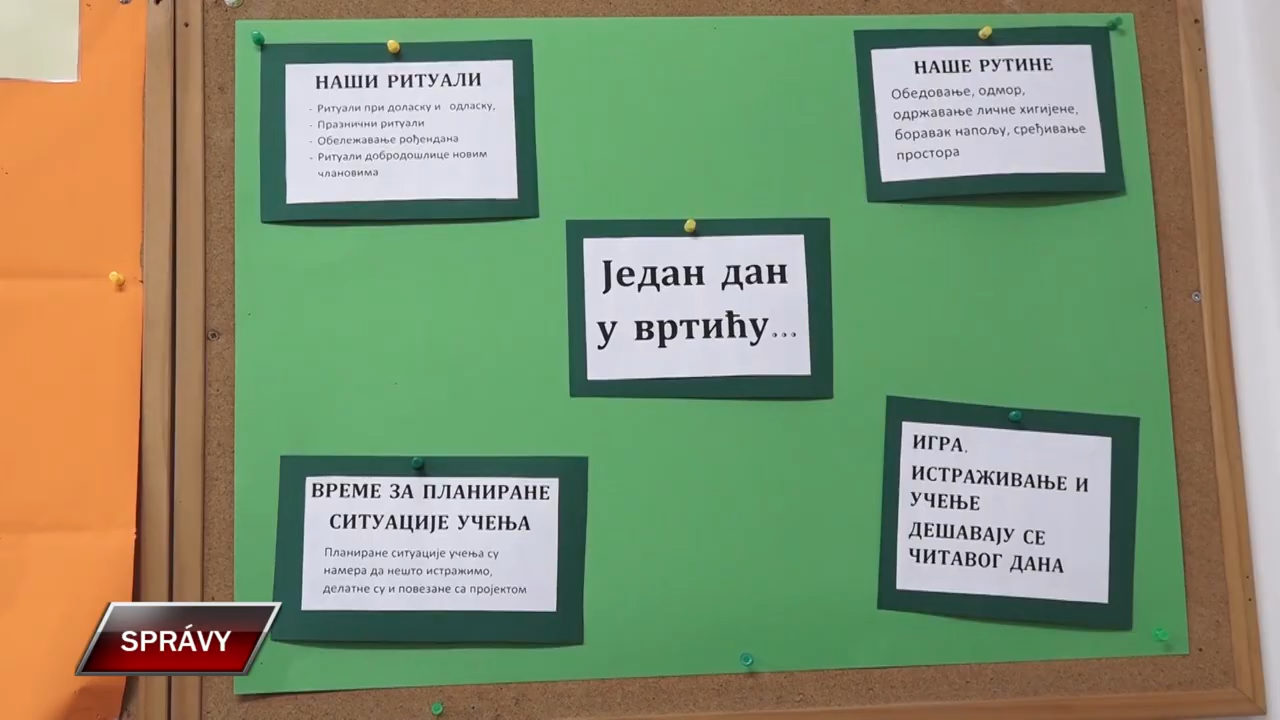 НАШИ РИТУАЛИ
- Ритуали при доласку и одласку,
- Празнични ритуали
- Обележавање рођендана
- Ритуали добродошлице новим
члановима
НАШЕ РУТИНЕ
Обедовање, одмор,
одржавање личне хигијене,
боравак напољу, сређивање
простора
Један дан
у вртићу...
ВРЕМЕ ЗА ПЛАНИРАНЕ
СИТУАЦИЈЕ УЧЕЊА
Планиране ситуације учења су
намера да нешто истражимо,
делатне су и повезане са пројектом
ИГРА.
ИСТРАЖИВАЊЕ И
УЧЕЊЕ
ДЕШАВАЈУ СЕ
ЧИТАВОГ ДАНА
SPRÁVY